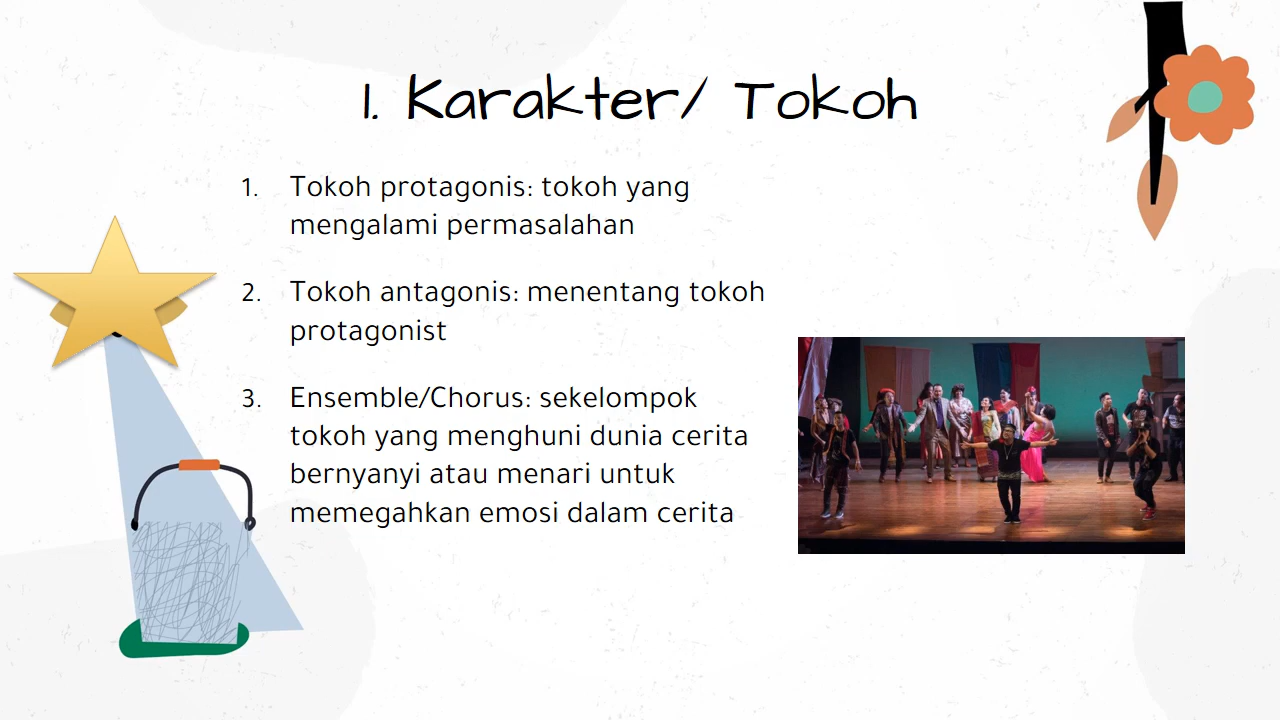 1. Karakter/ Tokoh
1. Tokoh protagonis: tokoh yang
mengalami permasalahan
2. Tokoh antagonis: menentang tokoh
protagonist
3. Ensemble/Chorus: sekelompok
tokoh yang menghuni dunia cerita
bernyanyi atau menari untuk
memegahkan emosi dalam cerita